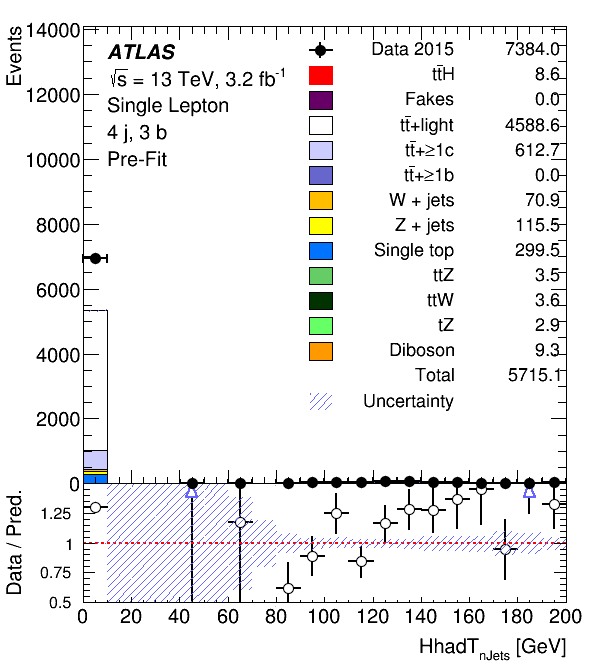 Events
14000
12000
10000
8000
6000
4000
2000
0
ATLAS
√s = 13 TeV, 3.2 fb⁻¹
Single Lepton
4 j, 3 b
Pre-Fit
Data 2015 7384.0
tt̄H 8.6
Fakes 0.0
tt̄+light 4588.6
tt̄+≥1c 612.7
tt̄+≥1b 0.0
W + jets 70.9
Z + jets 115.5
Single top 299.5
ttZ 3.5
ttW 3.6
tZ 2.9
Diboson 9.3
Total 5715.1
Uncertainty
Data / Pred.
1.25
1
0.75
0.5
0 20 40 60 80 100 120 140 160 180 200
HhadT_nJets [GeV]